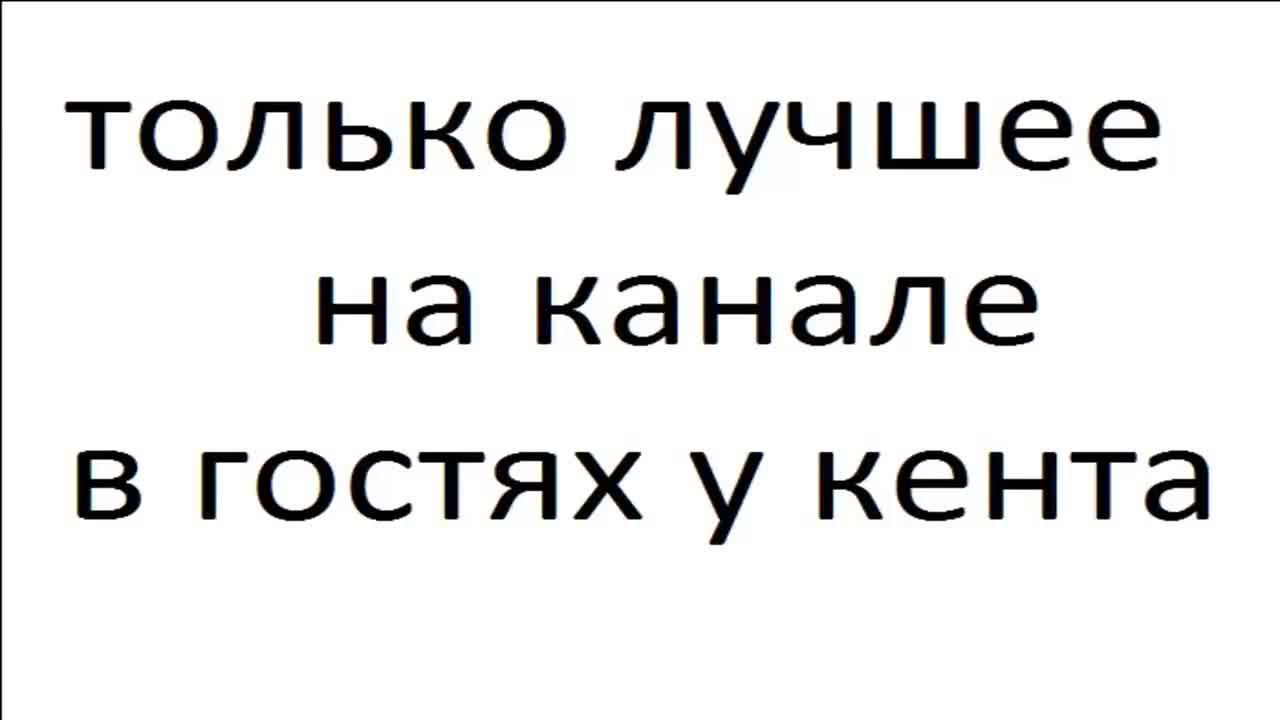 только лучшее
на канале
в гостях у кента